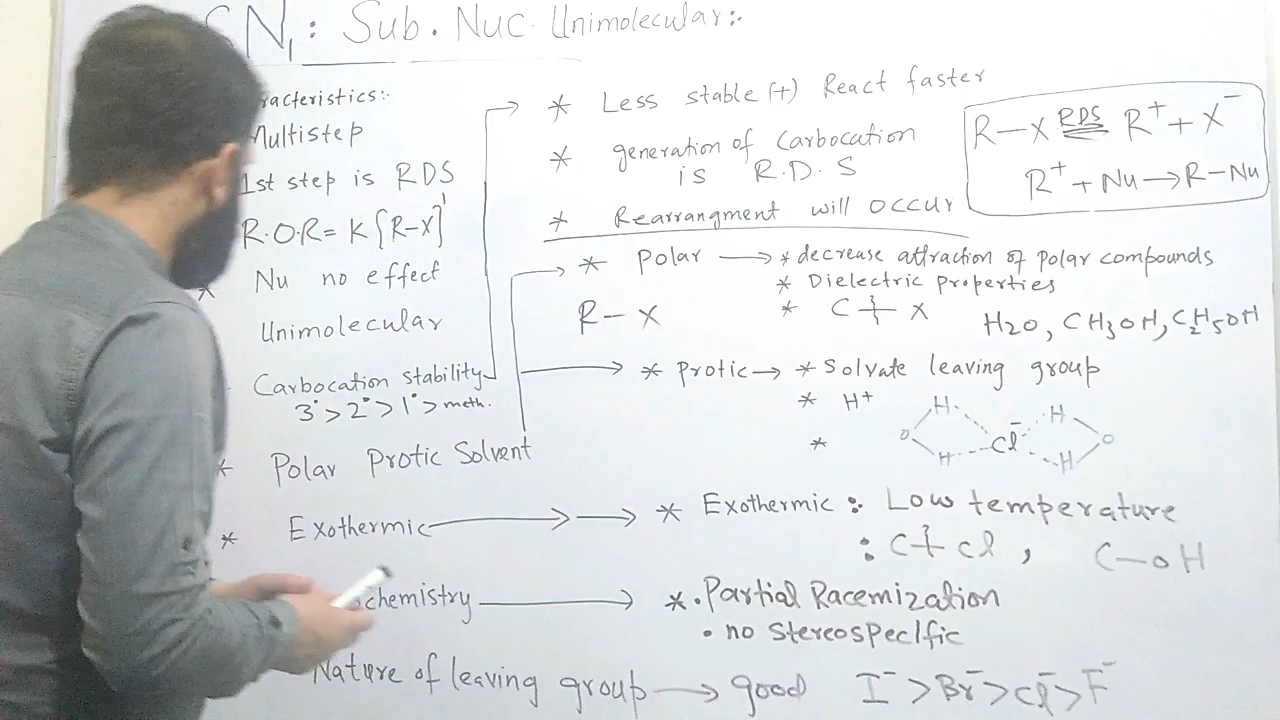 SN1: Sub. Nuc. Unimolecular:-
racteristics:-
Multistep
1st step is RDS
R.O.R = K [R-X]¹
* Nu no effect
Unimolecular
Carbocation stability
3° > 2° > 1° > meth.
* Polar Protic Solvent
* Exothermic
chemistry
Nature of leaving group → good I⁻ > Br⁻ > Cl⁻ > F⁻
* Less stable (+) React faster
* generation of Carbocation
is R.D.S
* Rearrangment will occur
R-X RDS R⁺ + X⁻
R⁺ + Nu → R-Nu
* Polar → * decrease attraction of polar compounds
* Dielectric Properties
R-X * C-X H2O, CH3OH, C2H5OH
* Protic → * Solvate leaving group
* H+
*
H H
O Cl⁻ O
H H
* Exothermic : Low temperature
: C-Cl, C-OH
* . Partial Racemization
• no stereospecific